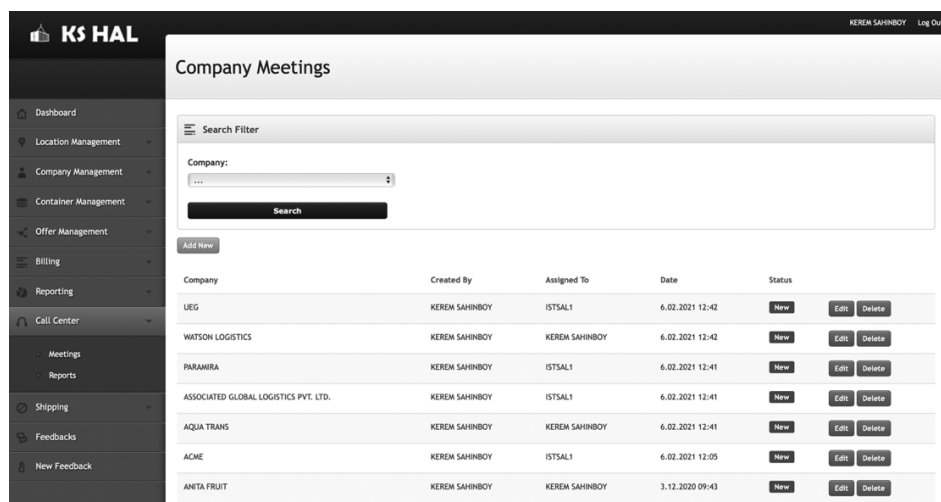 KS HAL
KEREM SAHINBOY Log Ou
Company Meetings
Dashboard
Location Management
Company Management
Container Management
Offer Management
Billing
Reporting
Call Center
Meetings
Reports
Shipping
Feedbacks
New Feedback
Search Filter
Company:
...
Search
Add New
Company Created By Assigned To Date Status
UEG KEREM SAHINBOY ISTSAL1 6.02.2021 12:42 New Edit Delete
WATSON LOGISTICS KEREM SAHINBOY KEREM SAHINBOY 6.02.2021 12:42 New Edit Delete
PARAMIRA KEREM SAHINBOY ISTSAL1 6.02.2021 12:41 New Edit Delete
ASSOCIATED GLOBAL LOGISTICS PVT. LTD. KEREM SAHINBOY ISTSAL1 6.02.2021 12:41 New Edit Delete
AQUA TRANS KEREM SAHINBOY KEREM SAHINBOY 6.02.2021 12:41 New Edit Delete
ACME KEREM SAHINBOY ISTSAL1 6.02.2021 12:05 New Edit Delete
ANITA FRUIT KEREM SAHINBOY KEREM SAHINBOY 3.12.2020 09:43 New Edit Delete